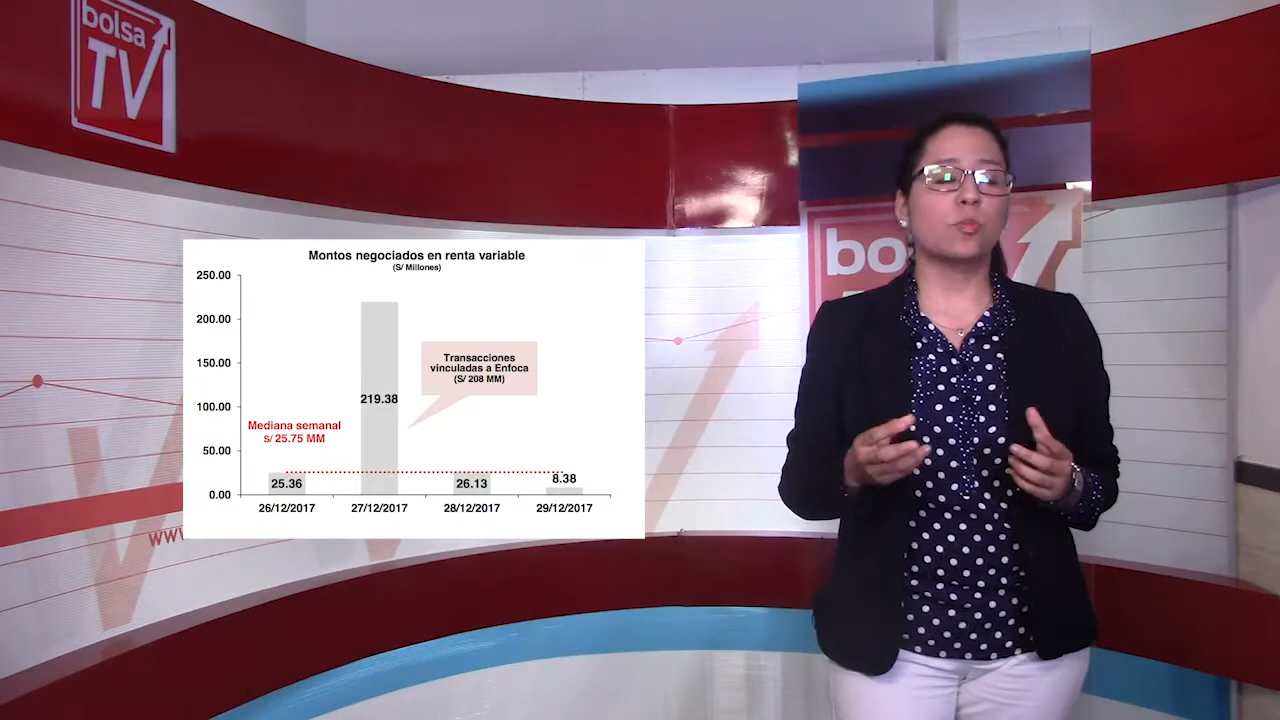 bolsa
TV
Montos negociados en renta variable
(S/ Millones)
250.00
200.00
150.00
100.00
50.00
0.00
Transacciones
vinculadas a Enfoca
(S/ 208 MM)
219.38
Mediana semanal
S/ 25.75 MM
25.36
26.13
8.38
26/12/2017
27/12/2017
28/12/2017
29/12/2017
www
bo